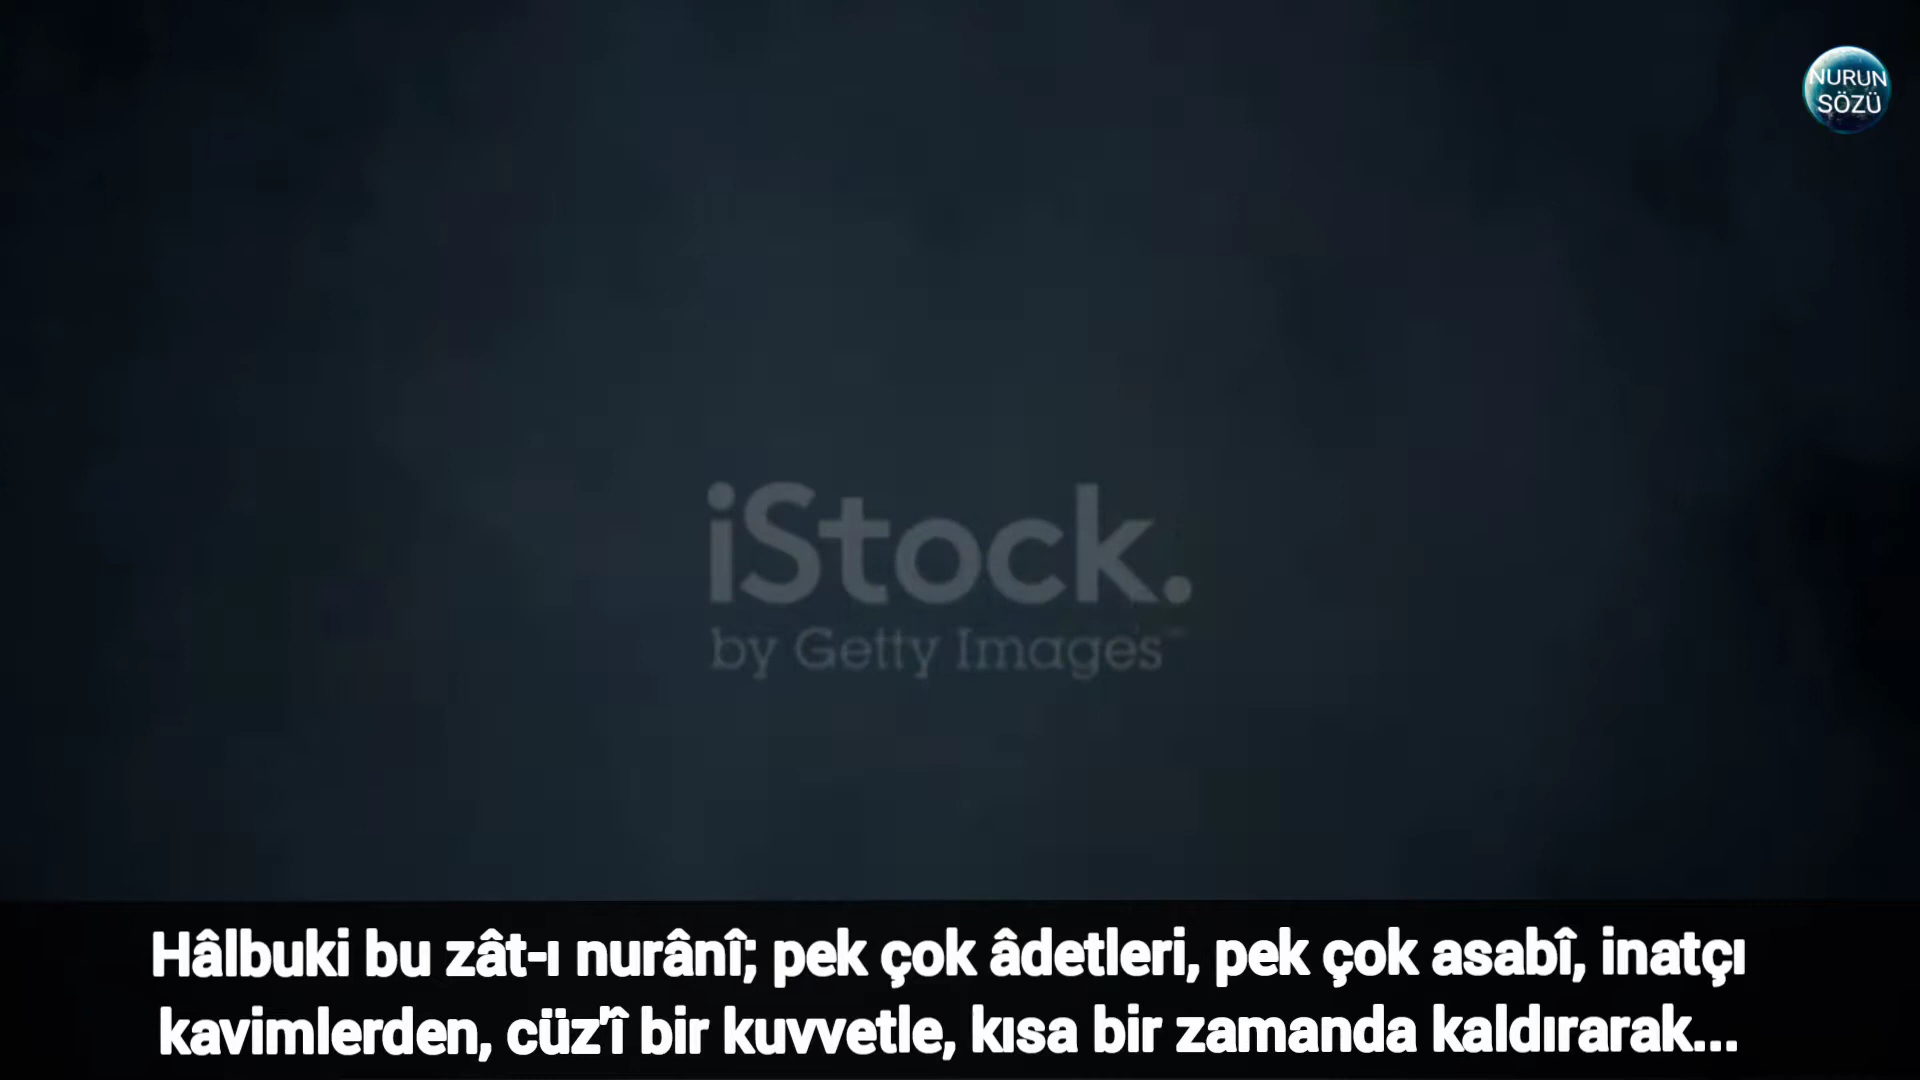 NURUN
SÖZÜ
iStock.
by Getty Images™
Hâlbuki bu zât-ı nurânî; pek çok âdetleri, pek çok asabî, inatçı
kavimlerden, cüz'î bir kuvvetle, kısa bir zamanda kaldırarak...